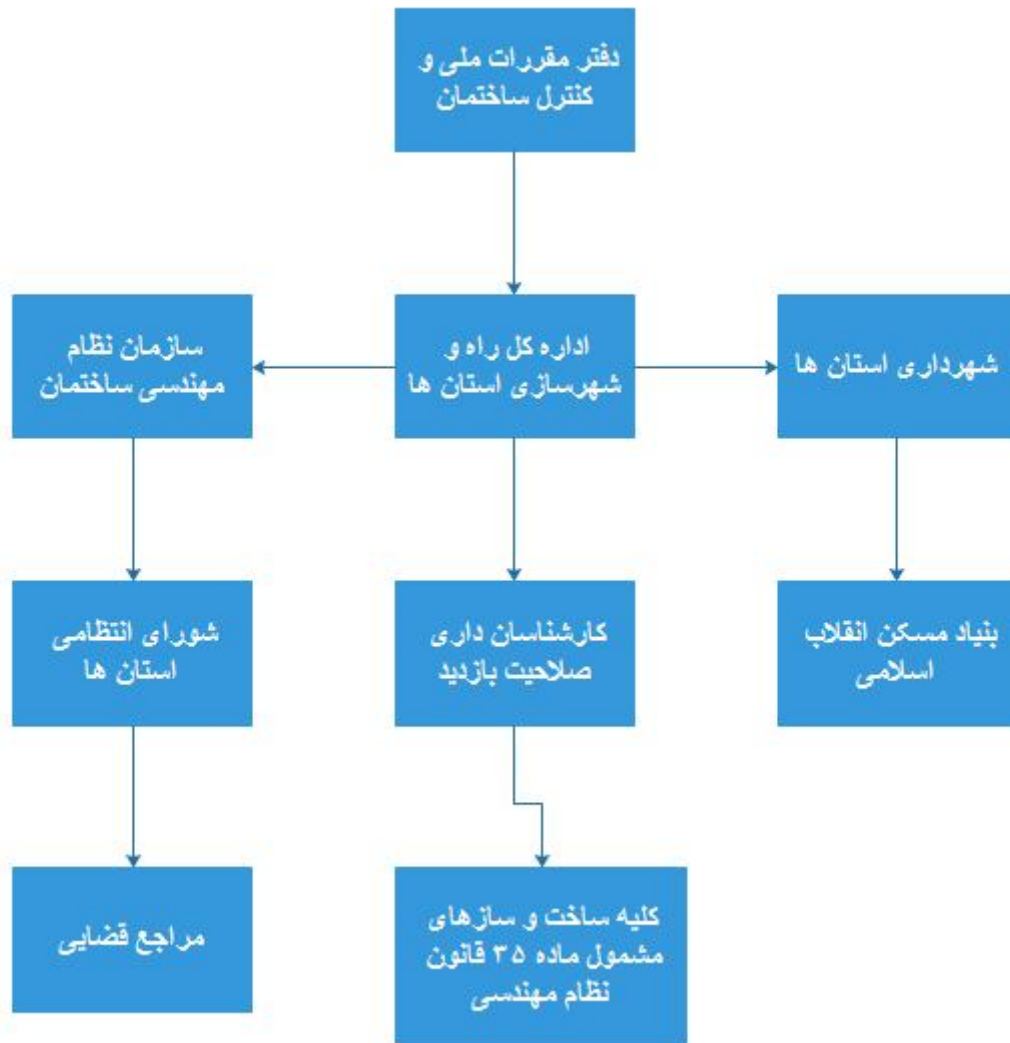 دفتر مقررات ملی و
کنترل ساختمان
سازمان نظام
مهندسی ساختمان
اداره کل راه و
شهرسازی استان ها
شهرداری استان ها
شورای انتظامی
استان ها
کارشناسان داری
صلاحیت بازدید
بنیاد مسکن انقلاب
اسلامی
مراجع قضایی
کلیه ساخت و سازهای
مشمول ماده ۳۵ قانون
نظام مهندسی